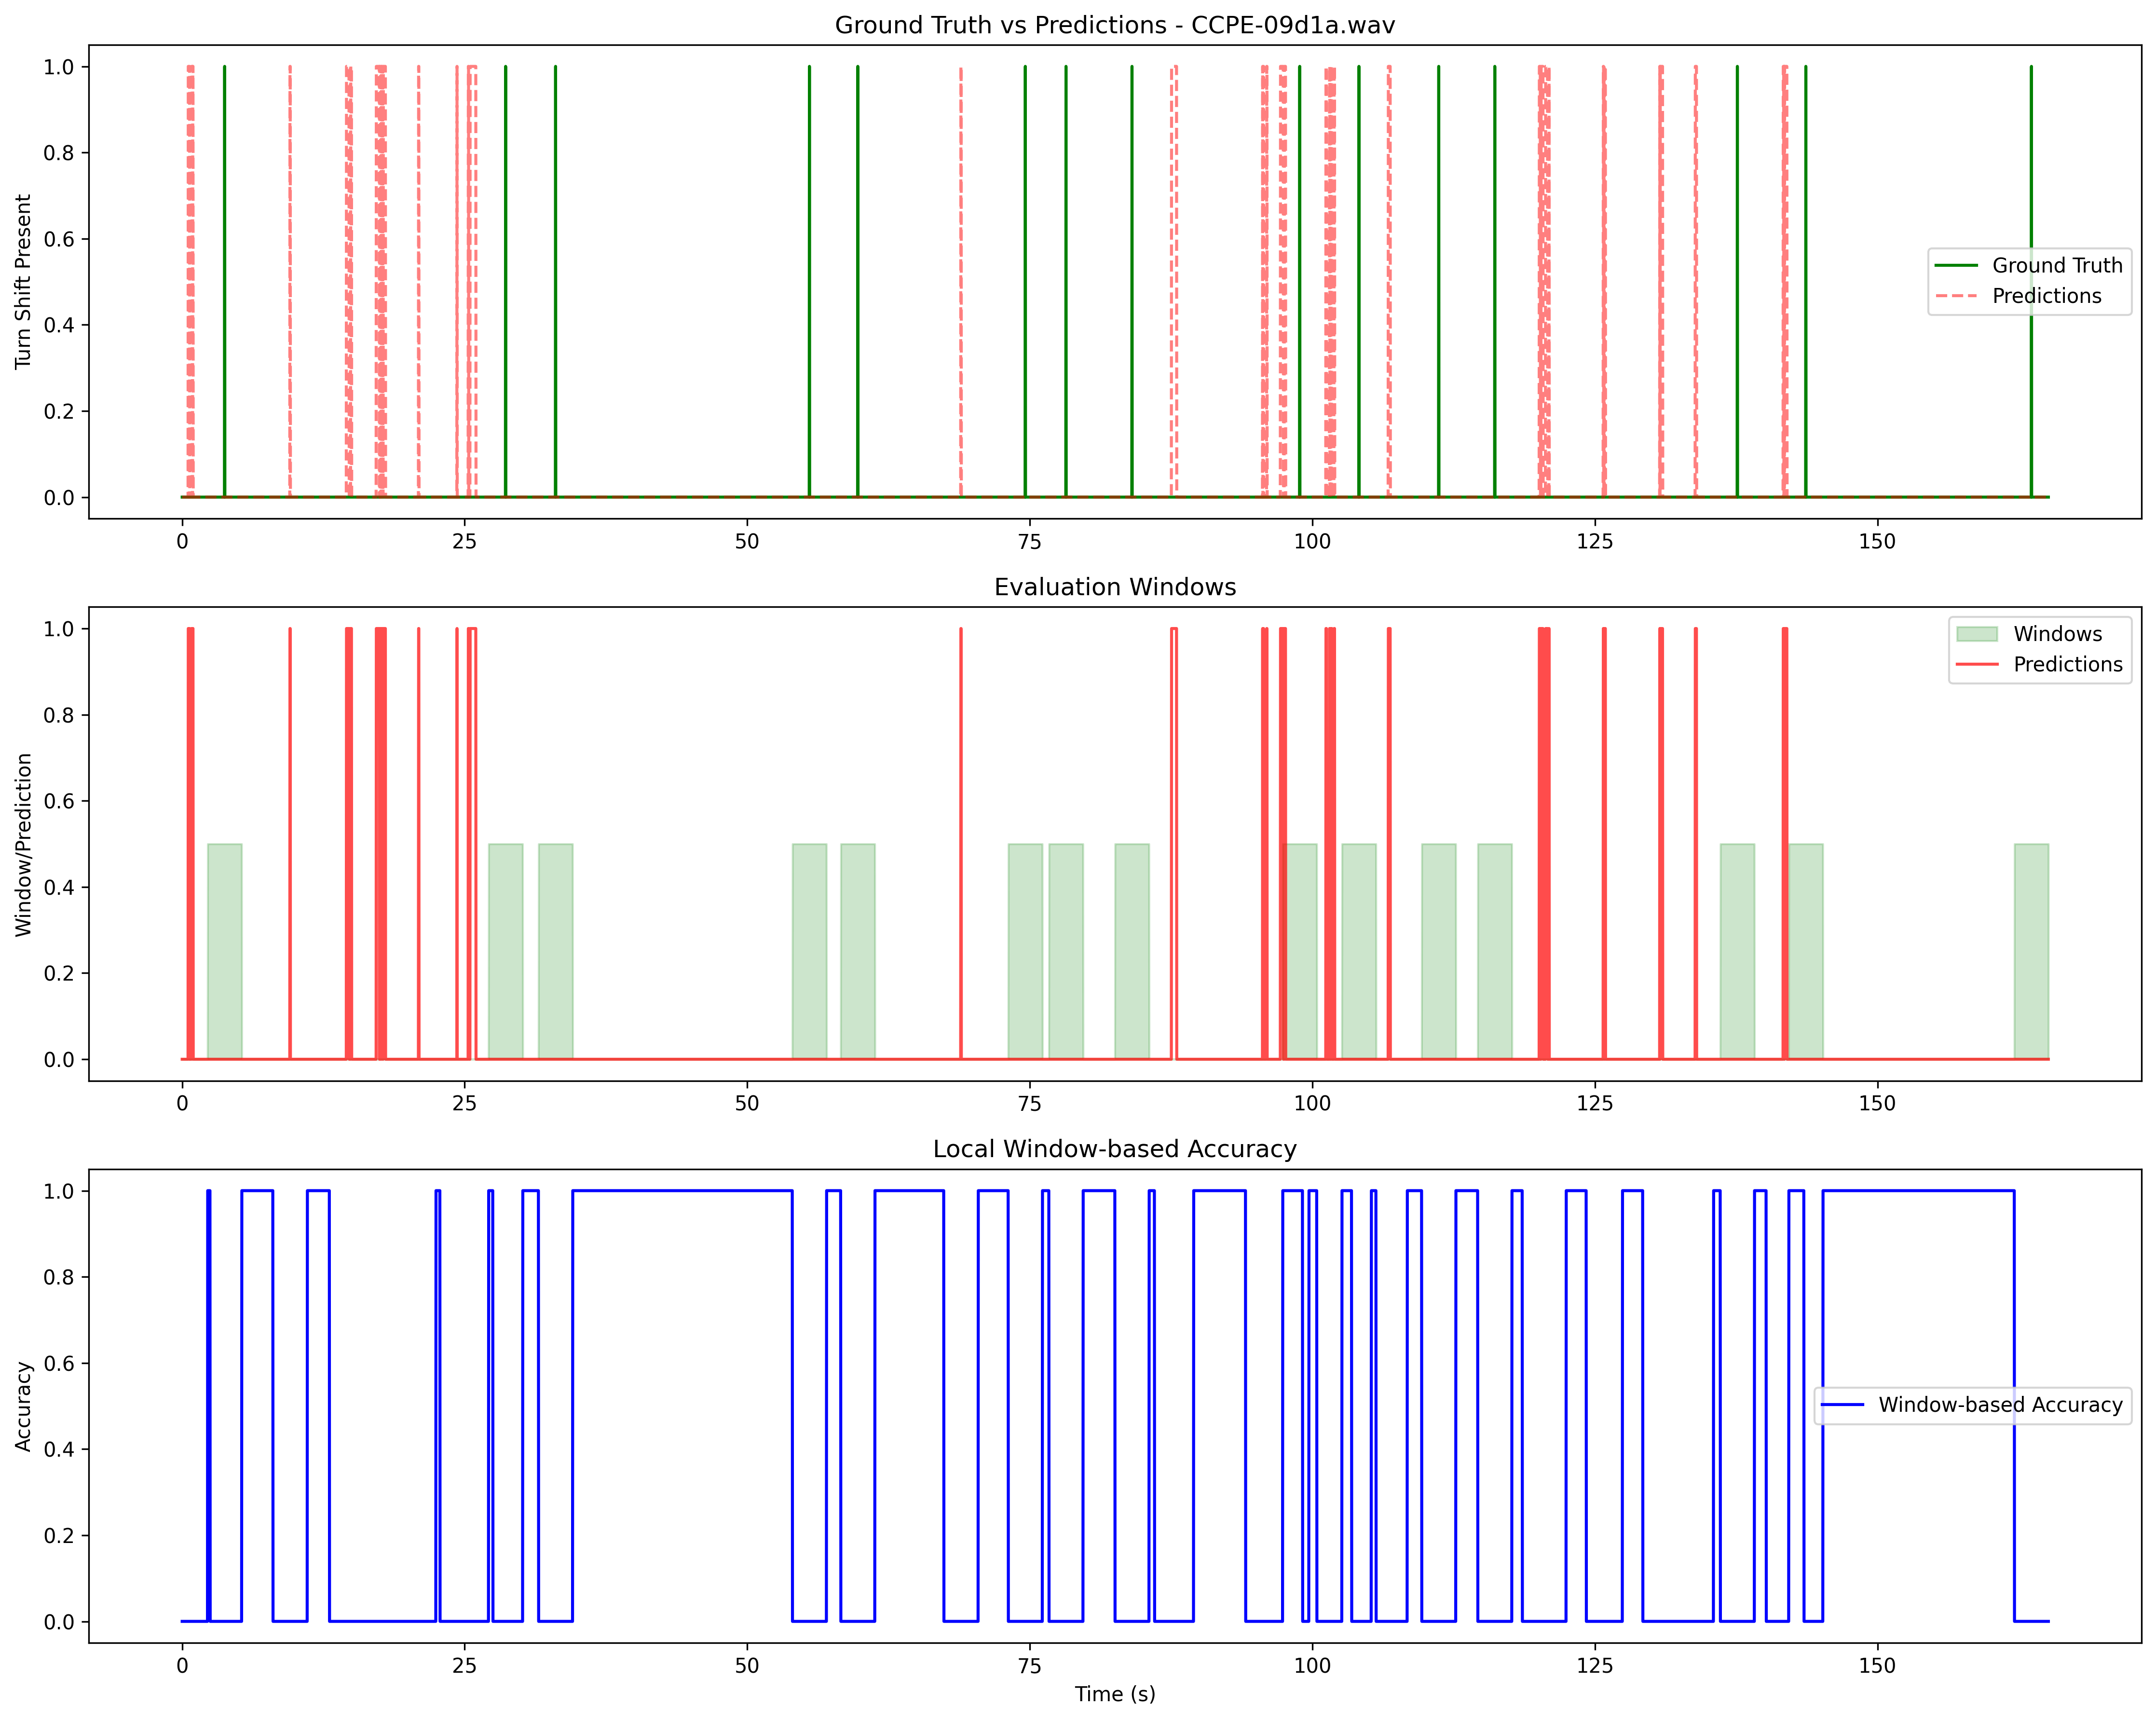 Ground Truth vs Predictions - CCPE-09d1a.wav
Turn Shift Present
1.0
0.8
0.6
0.4
0.2
0.0
Ground Truth
Predictions
0 25 50 75 100 125 150
Evaluation Windows
Window/Prediction
1.0
0.8
0.6
0.4
0.2
0.0
Windows
Predictions
0 25 50 75 100 125 150
Local Window-based Accuracy
Accuracy
1.0
0.8
0.6
0.4
0.2
0.0
Window-based Accuracy
0 25 50 75 100 125 150
Time (s)